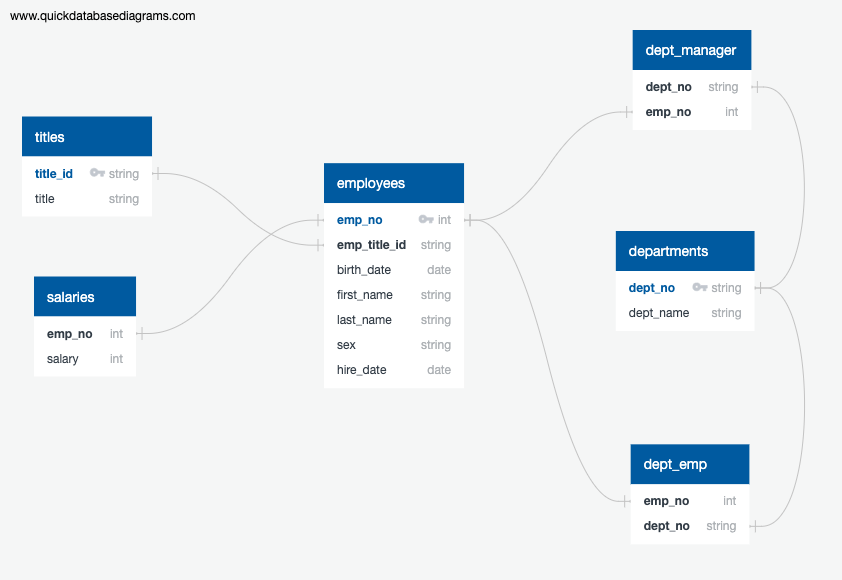 www.quickdatabasediagrams.com
titles
title_id string
title string
salaries
emp_no int
salary int
employees
emp_no int
emp_title_id string
birth_date date
first_name string
last_name string
sex string
hire_date date
dept_manager
dept_no string
emp_no int
departments
dept_no string
dept_name string
dept_emp
emp_no int
dept_no string